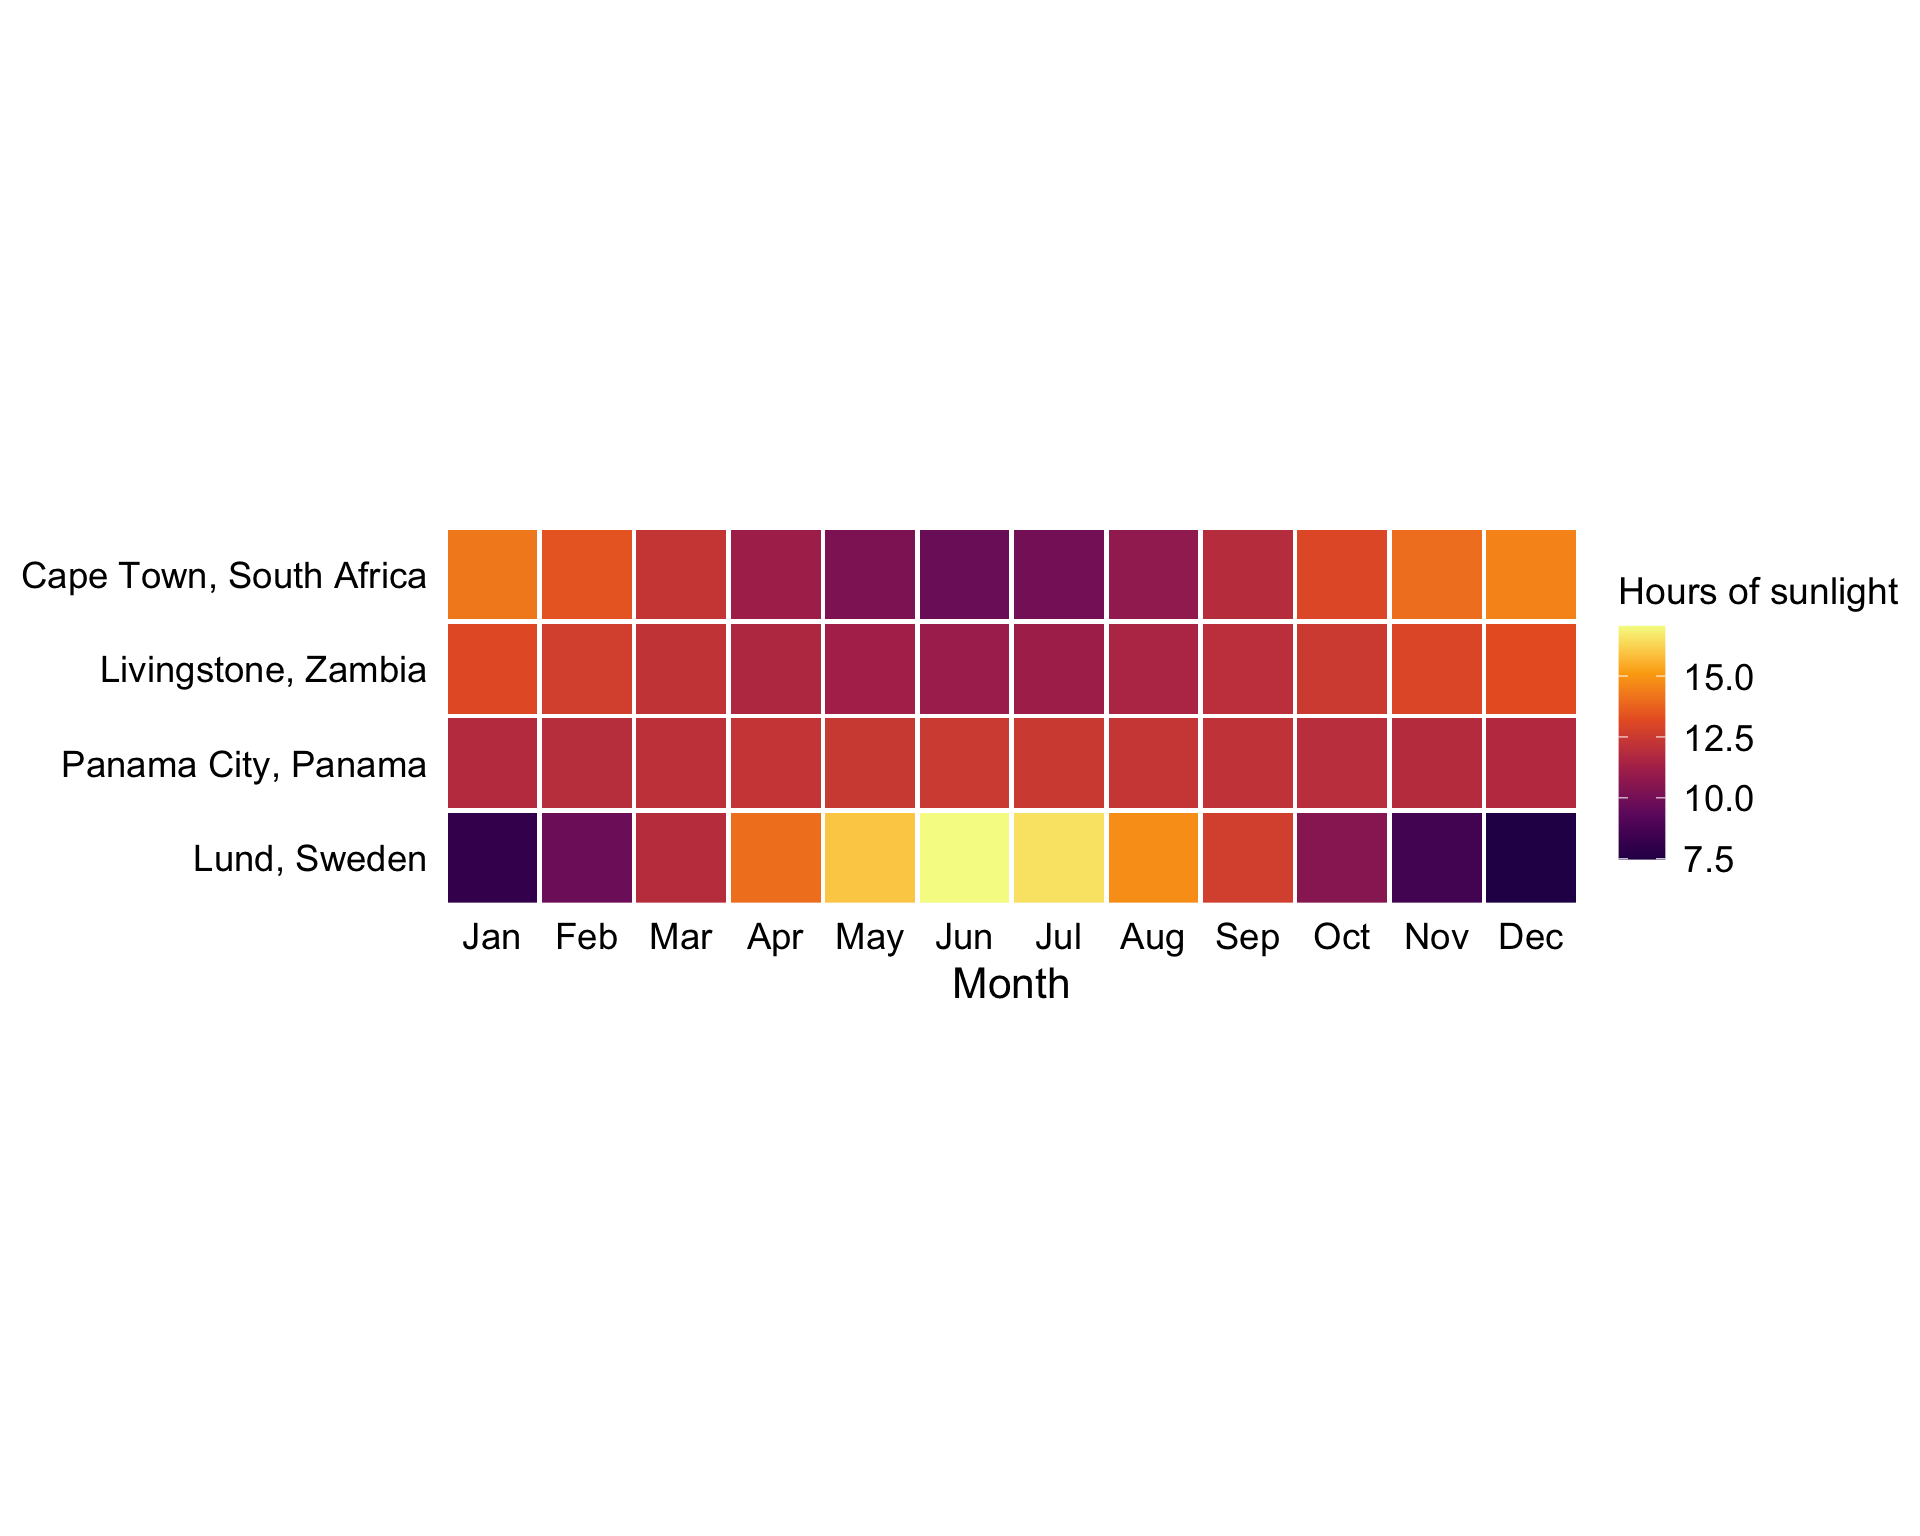 Cape Town, South Africa
Livingstone, Zambia
Panama City, Panama
Lund, Sweden
Jan Feb Mar Apr May Jun Jul Aug Sep Oct Nov Dec
Month
Hours of sunlight
15.0
12.5
10.0
7.5